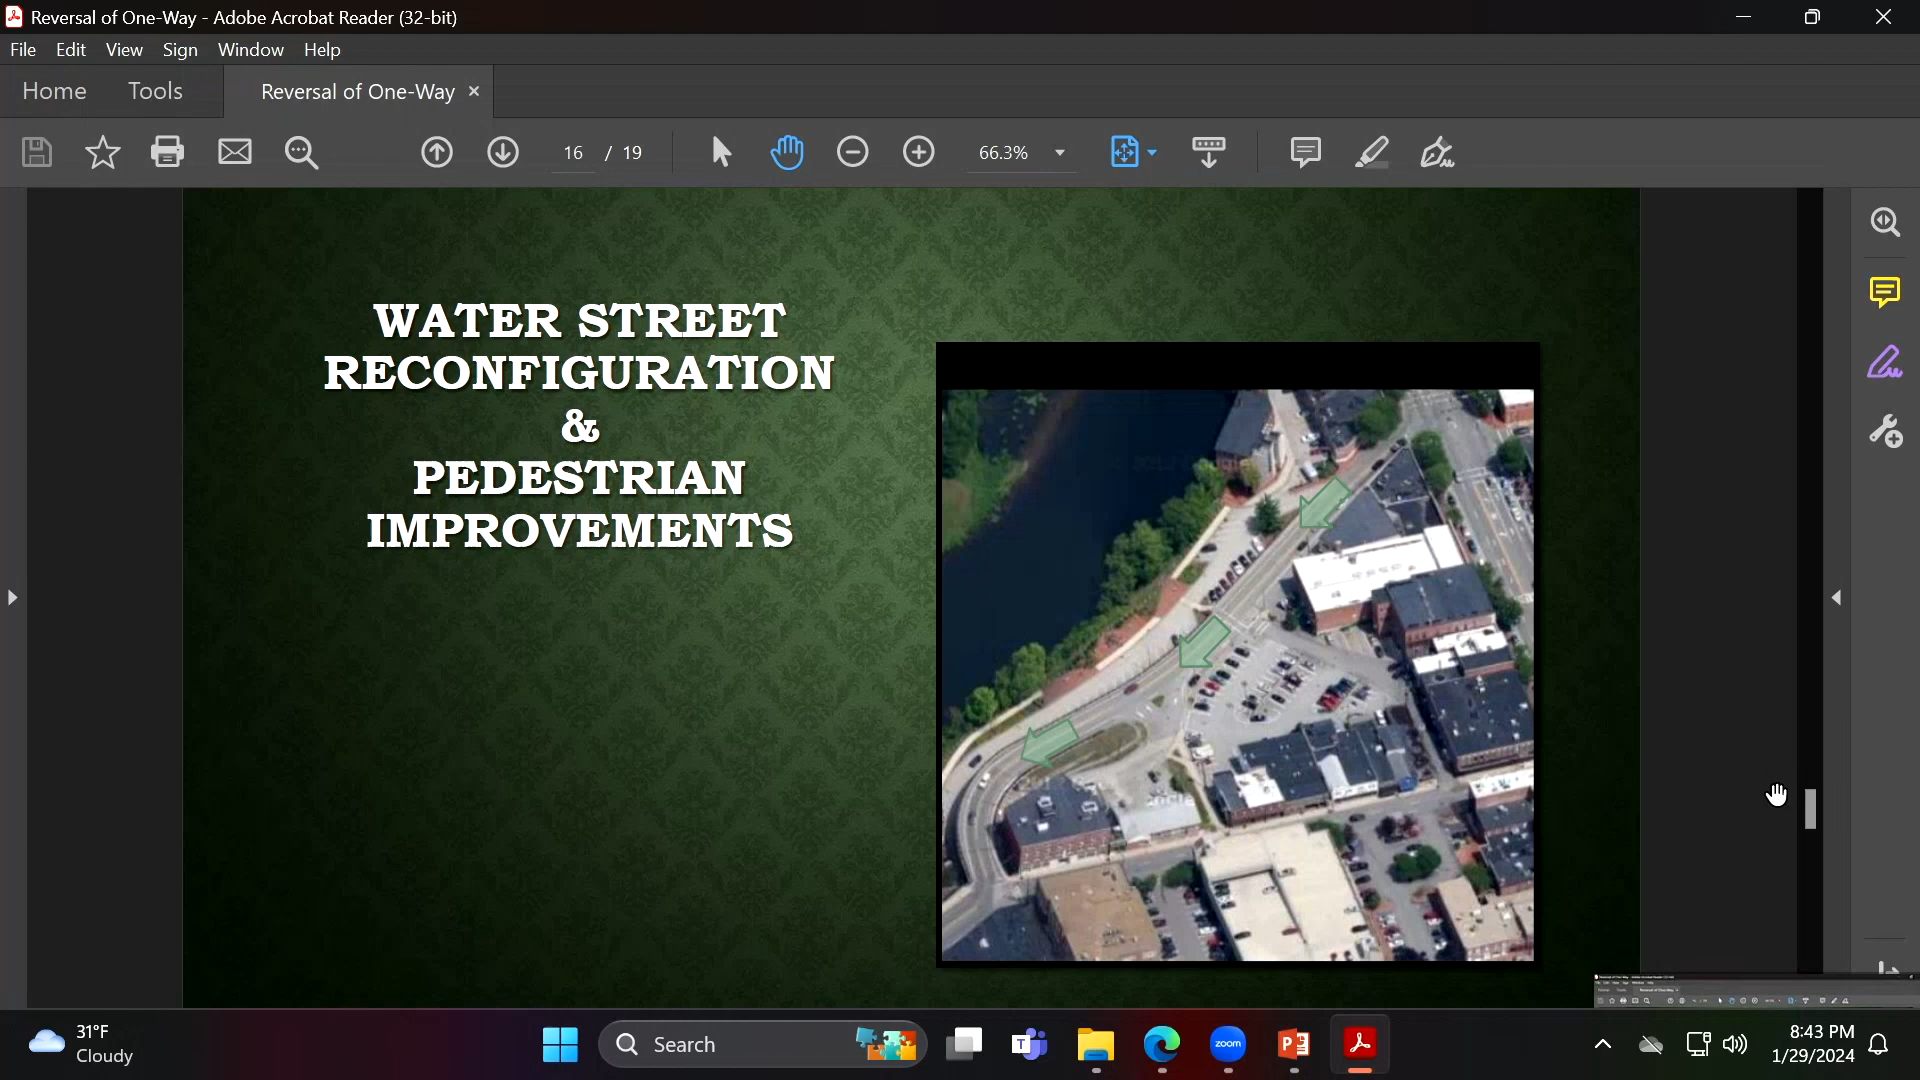 Reversal of One-Way - Adobe Acrobat Reader (32-bit)
File Edit View Sign Window Help
Home Tools Reversal of One-Way ×
16 / 19 66.3%
WATER STREET
RECONFIGURATION
&
PEDESTRIAN
IMPROVEMENTS
31°F
Cloudy
Search
zoom
8:43 PM
1/29/2024